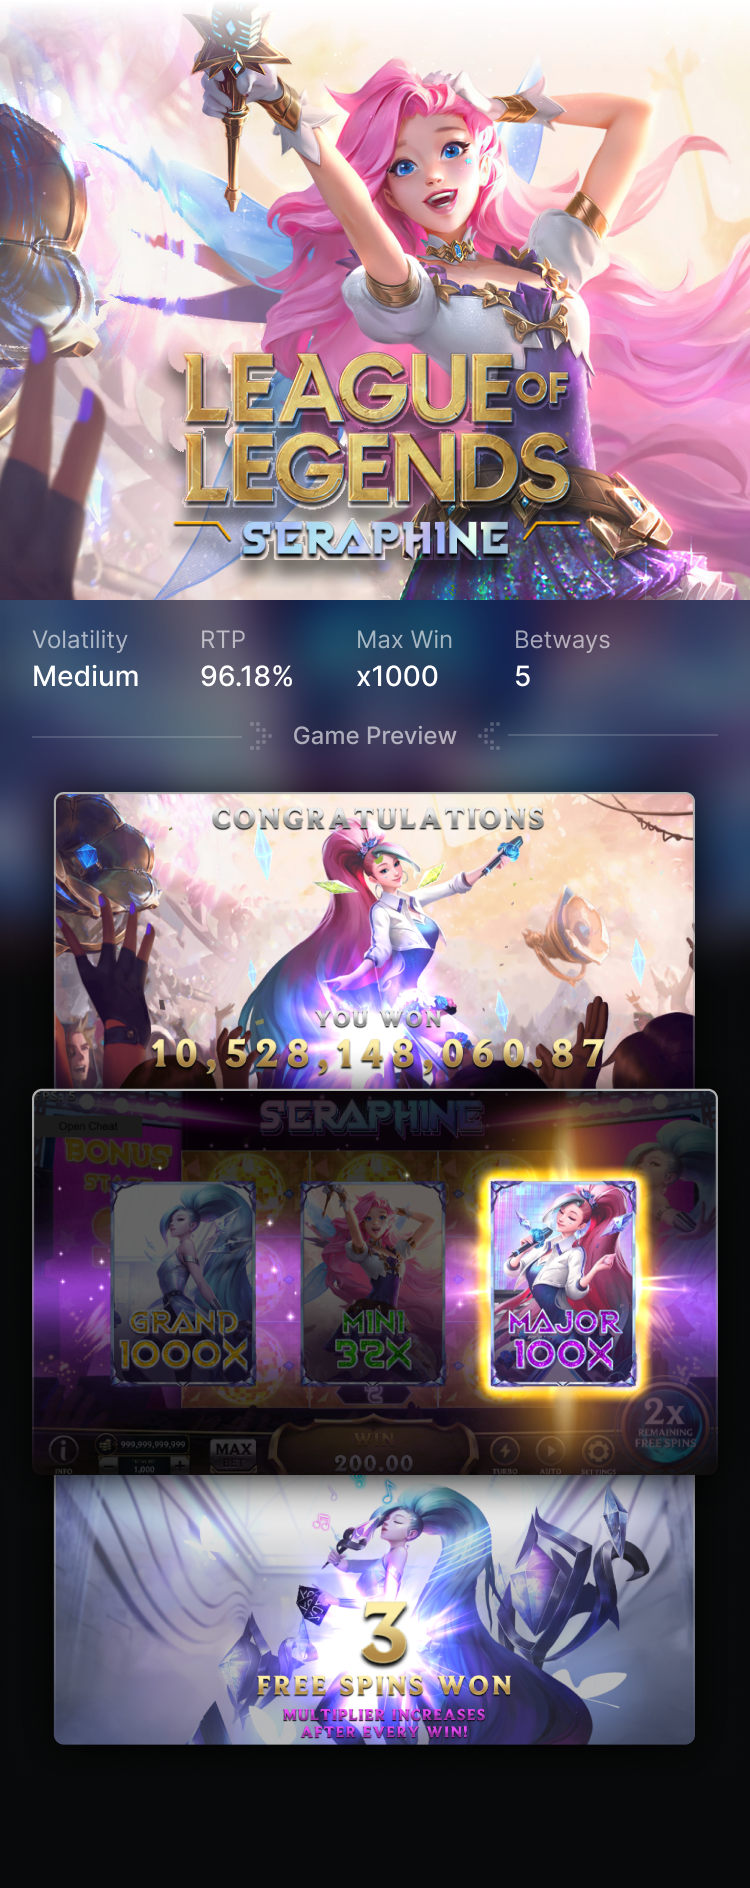 LEAGUE OF
LEGENDS
SERAPHINE
Volatility
Medium
RTP
96.18%
Max Win
x1000
Betways
5
Game Preview
CONGRATULATIONS
YOU WON
10,528,148,060.87
Open Cheat
SERAPHINE
BONUS
GRAND
1000X
MINI
32X
MAJOR
100X
2x
REMAINING
FREE SPINS
INFO
999,999,999,999
1,000
MAX
BET
WIN
200.00
TURBO
AUTO
SETTINGS
3
FREE SPINS WON
MULTIPLIER INCREASES
AFTER EVERY WIN!